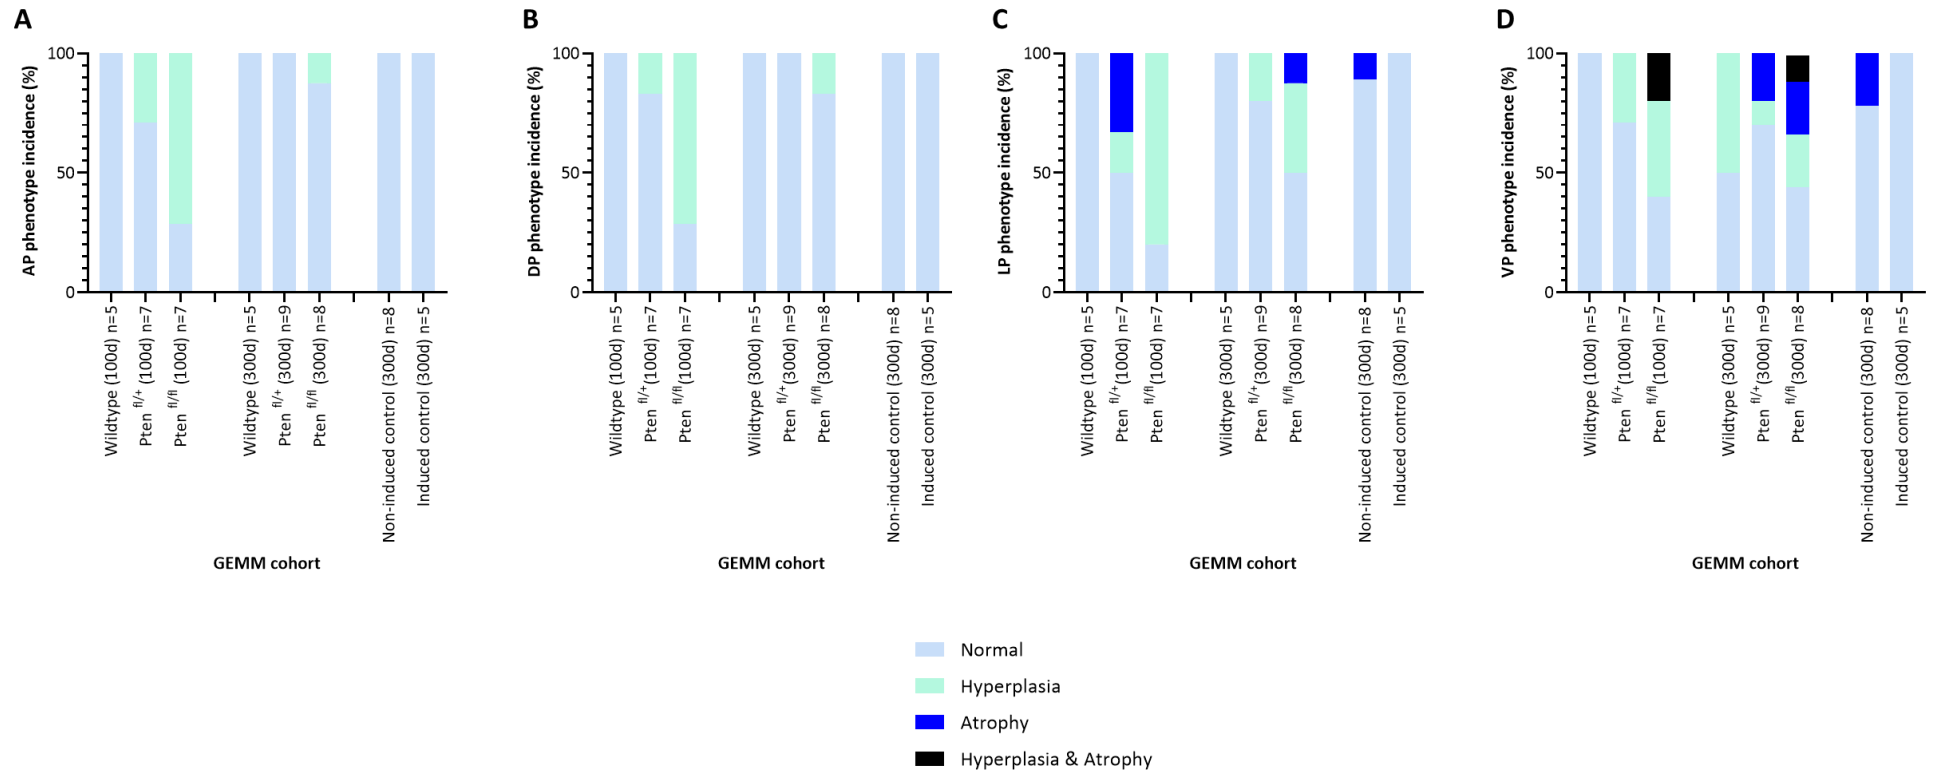 A
B
C
D
AP phenotype incidence (%)
100
50
0
Wildtype (100d) n=5
Pten fl/+ (100d) n=7
Pten fl/fl (100d) n=7
Wildtype (300d) n=5
Pten fl/+ (300d) n=9
Pten fl/fl (300d) n=8
Non-induced control (300d) n=8
Induced control (300d) n=5
GEMM cohort
DP phenotype incidence (%)
100
50
0
Wildtype (100d) n=5
Pten fl/+ (100d) n=7
Pten fl/fl (100d) n=7
Wildtype (300d) n=5
Pten fl/+ (300d) n=9
Pten fl/fl (300d) n=8
Non-induced control (300d) n=8
Induced control (300d) n=5
GEMM cohort
LP phenotype incidence (%)
100
50
0
Wildtype (100d) n=5
Pten fl/+ (100d) n=7
Pten fl/fl (100d) n=7
Wildtype (300d) n=5
Pten fl/+ (300d) n=9
Pten fl/fl (300d) n=8
Non-induced control (300d) n=8
Induced control (300d) n=5
GEMM cohort
VP phenotype incidence (%)
100
50
0
Wildtype (100d) n=5
Pten fl/+ (100d) n=7
Pten fl/fl (100d) n=7
Wildtype (300d) n=5
Pten fl/+ (300d) n=9
Pten fl/fl (300d) n=8
Non-induced control (300d) n=8
Induced control (300d) n=5
GEMM cohort
Normal
Hyperplasia
Atrophy
Hyperplasia & Atrophy